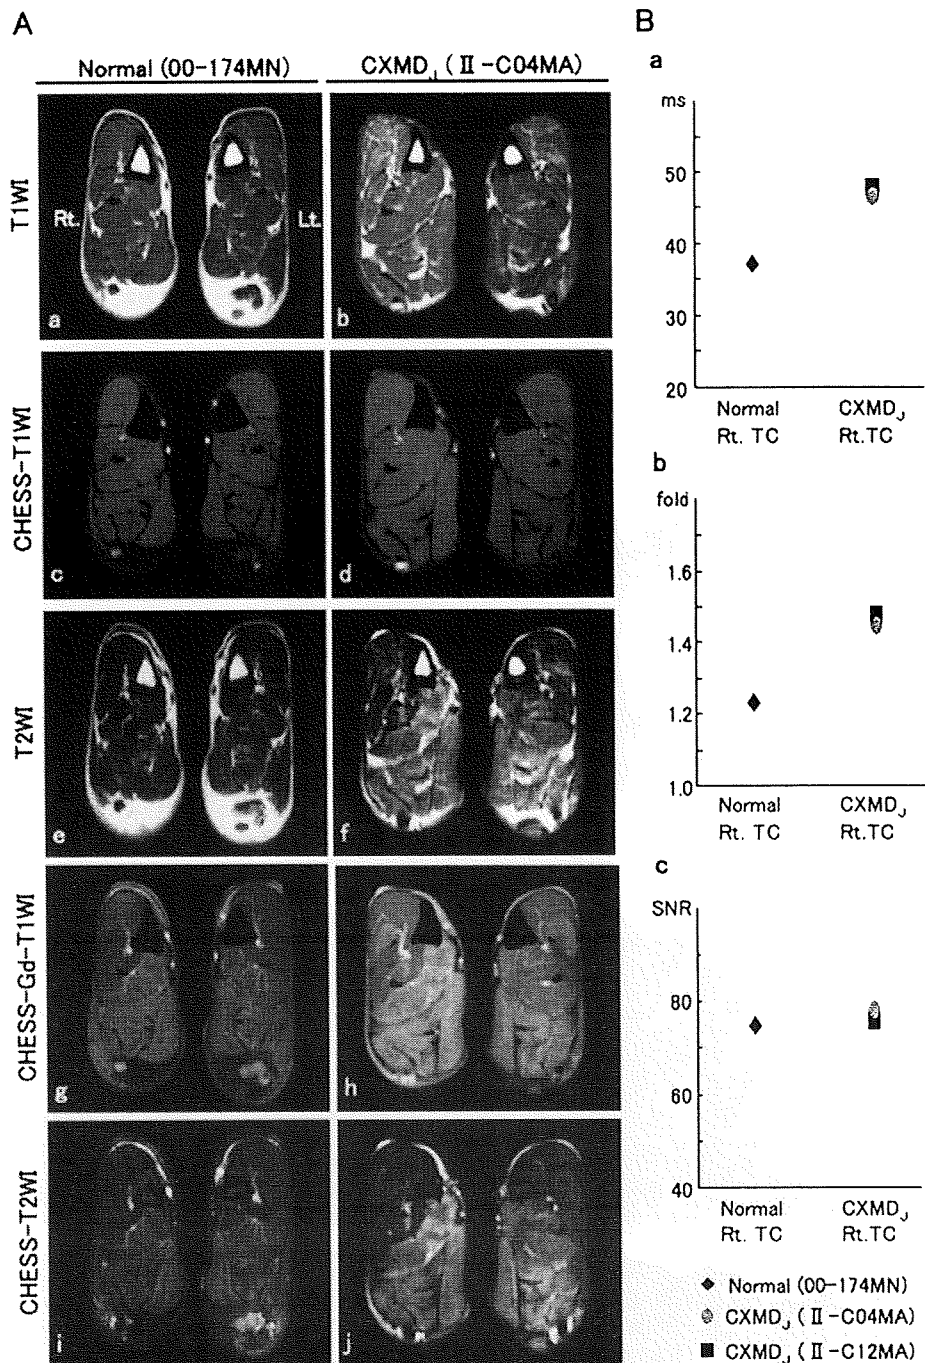 A
Normal (00-174MN)
CXMDJ (Ⅱ-C04MA)
T1WI
Rt.
Lt.
a
b
CHESS-T1WI
c
d
T2WI
e
f
CHESS-Gd-T1WI
g
h
CHESS-T2WI
i
j
B
a
ms
50
40
30
20
Normal
Rt. TC
CXMDJ
Rt.TC
b
fold
1.6
1.4
1.2
1.0
Normal
Rt. TC
CXMDJ
Rt.TC
c
SNR
80
60
40
Normal
Rt. TC
CXMDJ
Rt.TC
Normal (00-174MN)
CXMDJ (Ⅱ-C04MA)
CXMDJ (Ⅱ-C12MA)